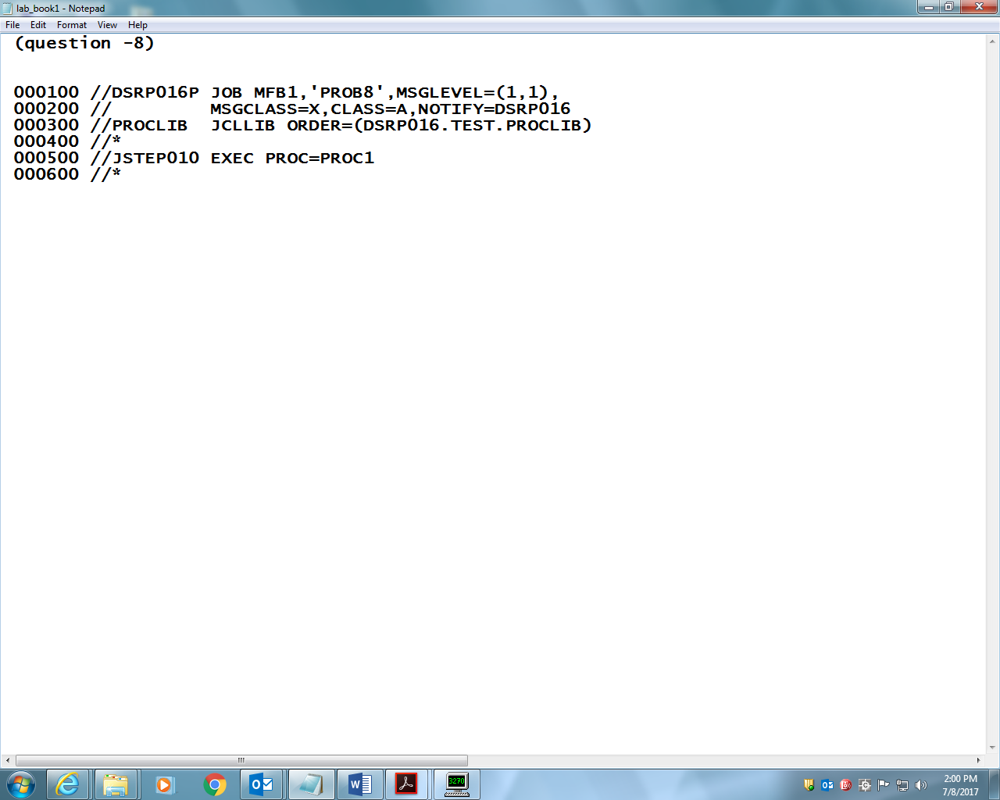 lab_book1 - Notepad
File Edit Format View Help
(question -8)
000100 //DSRP016P JOB MFB1,'PROB8',MSGLEVEL=(1,1),
000200 //         MSGCLASS=X,CLASS=A,NOTIFY=DSRP016
000300 //PROCLIB  JCLLIB ORDER=(DSRP016.TEST.PROCLIB)
000400 //*
000500 //JSTEP010 EXEC PROC=PROC1
000600 //*
3270
2:00 PM
7/8/2017